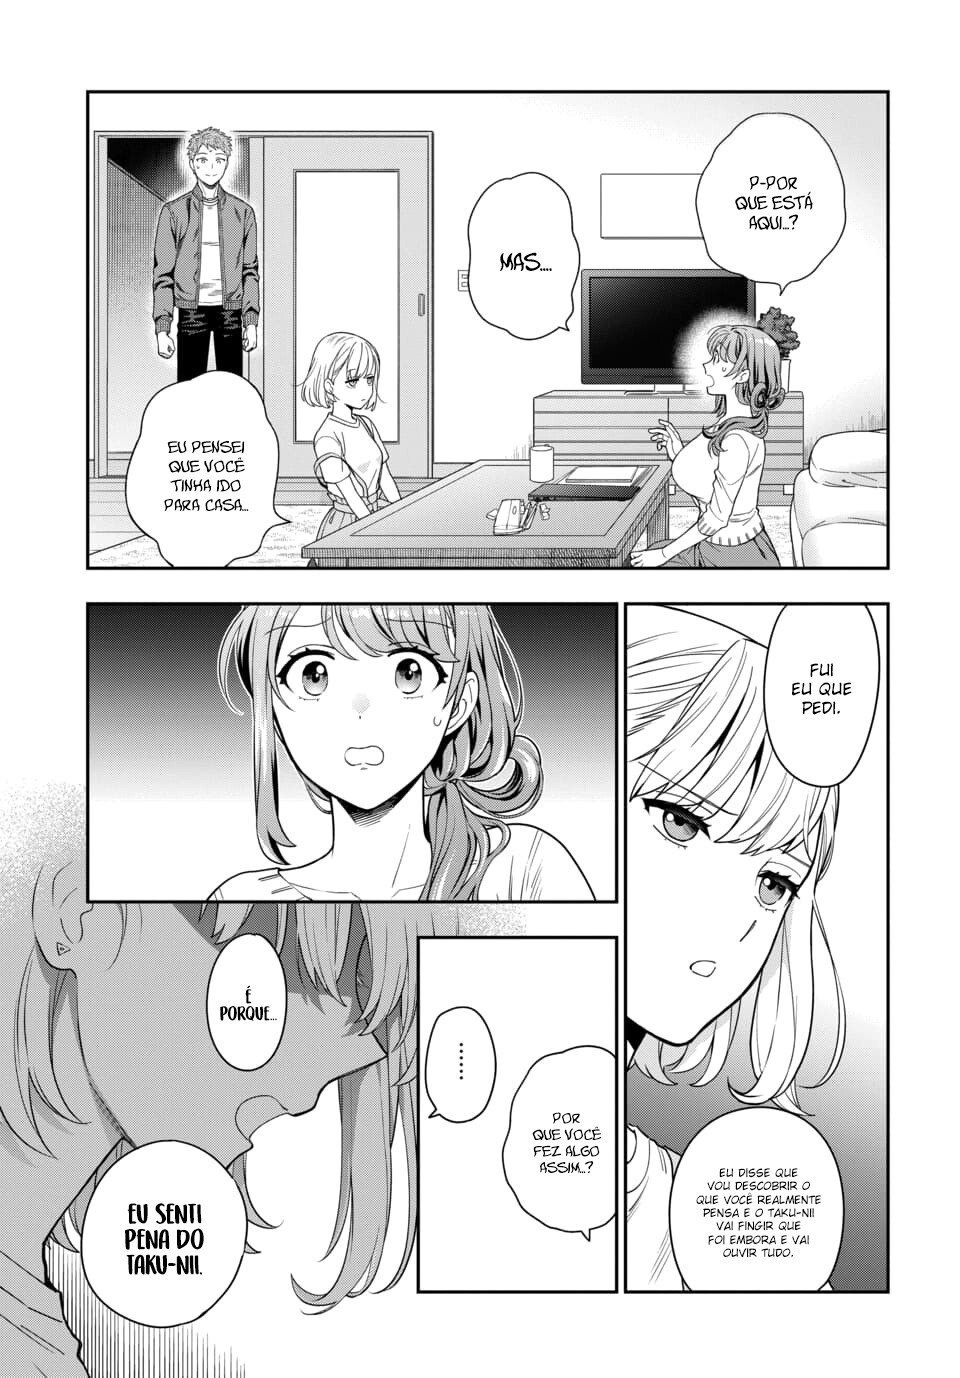 P-POR
QUE ESTÁ
AQUI...?
MAS....
EU PENSEI
QUE VOCÊ
TINHA IDO
PARA CASA...
FUI
EU QUE
PEDI.
EU DISSE QUE
VOU DESCOBRIR O
QUE VOCÊ REALMENTE
PENSA E O TAKU-NII
VAI FINGIR QUE
FOI EMBORA E VAI
OUVIR TUDO.
POR
QUE VOCÊ
FEZ ALGO
ASSIM...?
......
É
PORQUE...
EU SENTI
PENA DO
TAKU-NII.